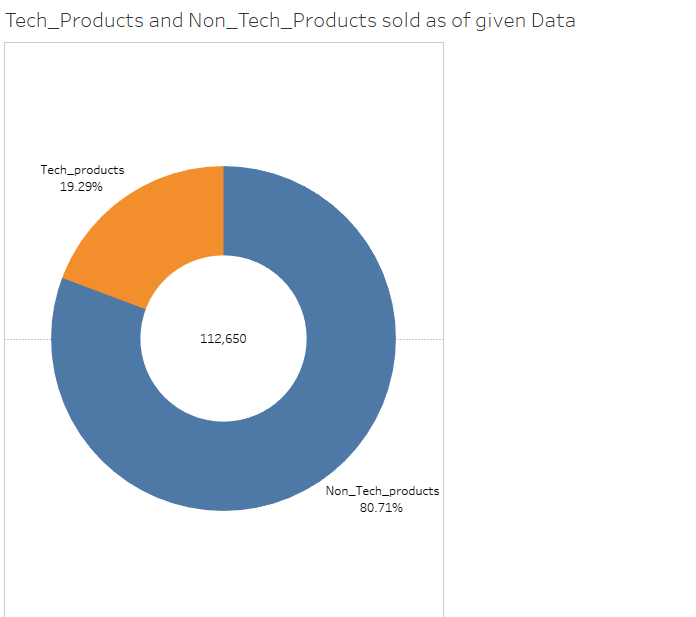 Tech_Products and Non_Tech_Products sold as of given Data
Tech_products
19.29%
112,650
Non_Tech_products
80.71%